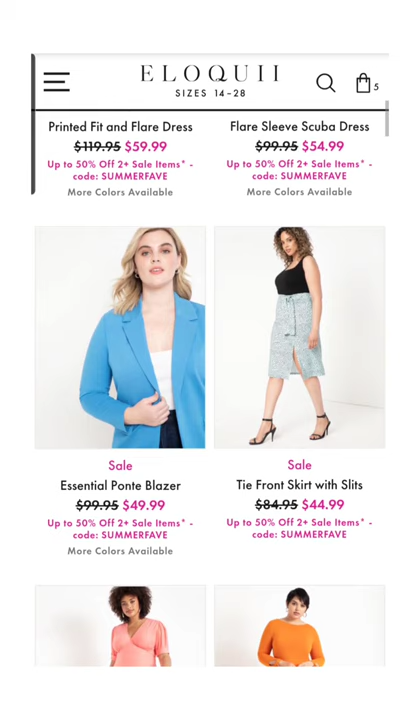 ELOQUII
SIZES 14-28
5
Printed Fit and Flare Dress
$119.95 $59.99
Up to 50% Off 2+ Sale Items* -
code: SUMMERFAVE
More Colors Available
Flare Sleeve Scuba Dress
$99.95 $54.99
Up to 50% Off 2+ Sale Items* -
code: SUMMERFAVE
More Colors Available
Sale
Essential Ponte Blazer
$99.95 $49.99
Up to 50% Off 2+ Sale Items* -
code: SUMMERFAVE
More Colors Available
Sale
Tie Front Skirt with Slits
$84.95 $44.99
Up to 50% Off 2+ Sale Items* -
code: SUMMERFAVE